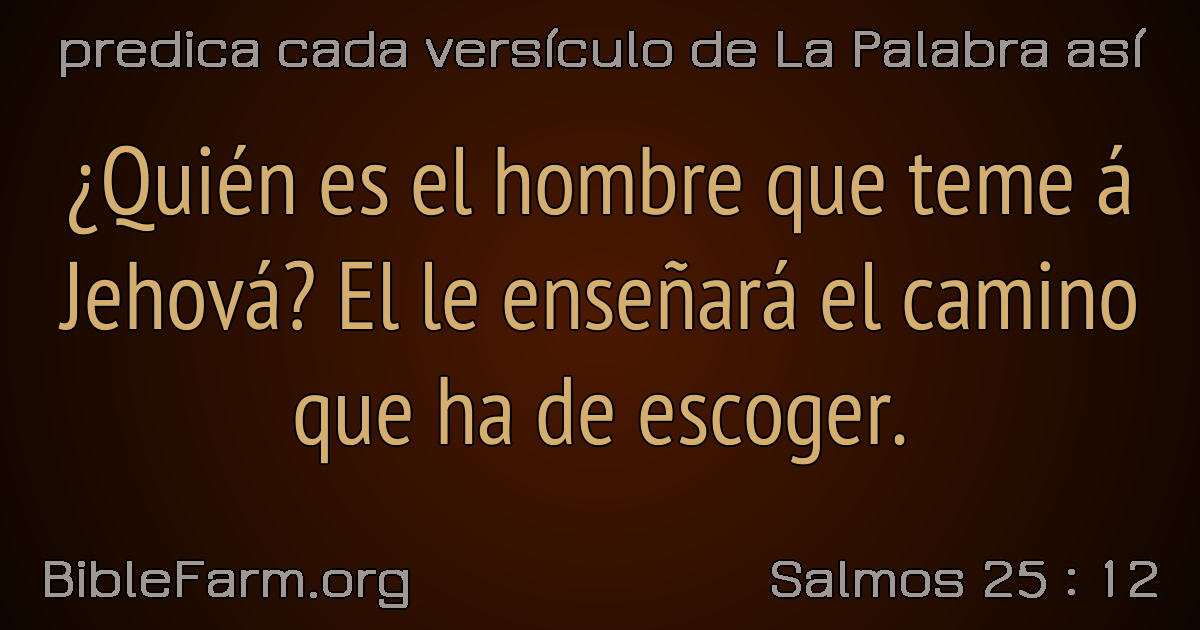 predica cada versículo de La Palabra así
¿Quién es el hombre que teme á
Jehová? El le enseñará el camino
que ha de escoger.
BibleFarm.org
Salmos 25 : 12